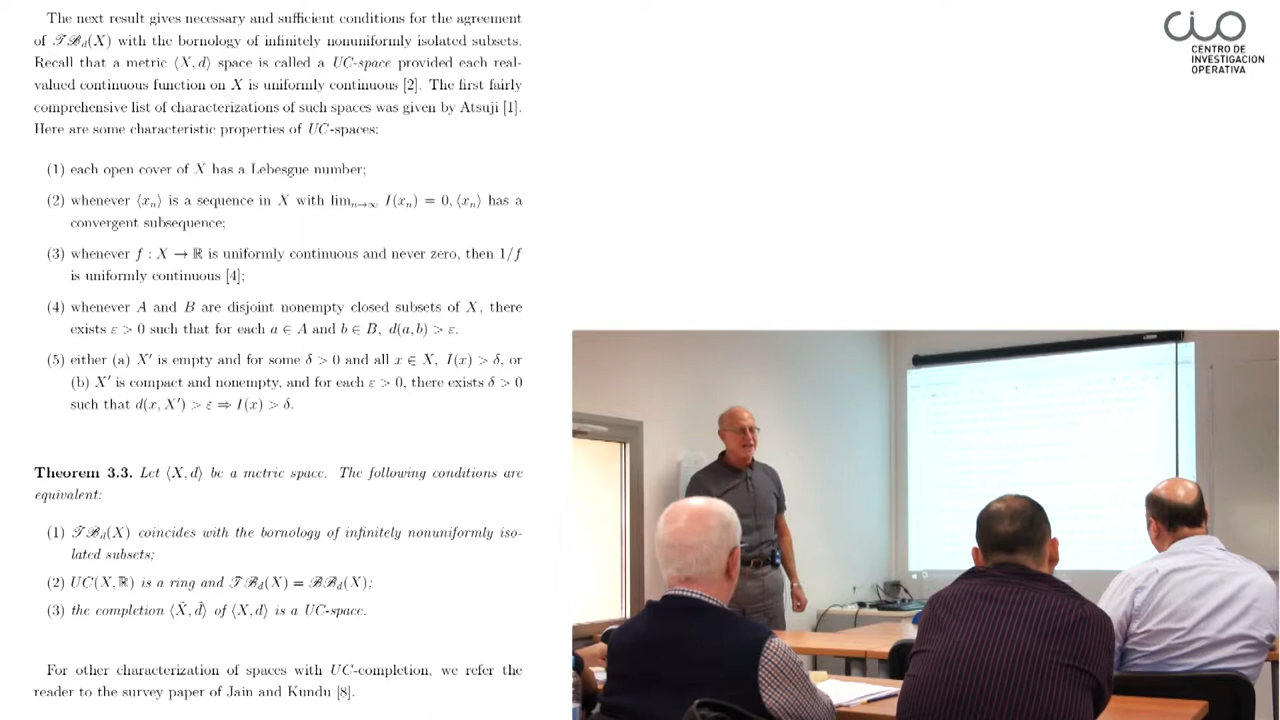 The next result gives necessary and sufficient conditions for the agreement
of 𝒯ℬ_d(X) with the bornology of infinitely nonuniformly isolated subsets.
Recall that a metric ⟨X, d⟩ space is called a UC-space provided each real-
valued continuous function on X is uniformly continuous [2]. The first fairly
comprehensive list of characterizations of such spaces was given by Atsuji [1].
Here are some characteristic properties of UC-spaces:
(1) each open cover of X has a Lebesgue number;
(2) whenever ⟨xₙ⟩ is a sequence in X with limₙ→∞ I(xₙ) = 0, ⟨xₙ⟩ has a
convergent subsequence;
(3) whenever f : X → ℝ is uniformly continuous and never zero, then 1/f
is uniformly continuous [4];
(4) whenever A and B are disjoint nonempty closed subsets of X, there
exists ε > 0 such that for each a ∈ A and b ∈ B, d(a, b) > ε.
(5) either (a) X′ is empty and for some δ > 0 and all x ∈ X, I(x) > δ, or
(b) X′ is compact and nonempty, and for each ε > 0, there exists δ > 0
such that d(x, X′) > ε ⇒ I(x) > δ.
Theorem 3.3. Let ⟨X, d⟩ be a metric space. The following conditions are
equivalent:
(1) 𝒯ℬ_d(X) coincides with the bornology of infinitely nonuniformly iso-
lated subsets;
(2) UC(X, ℝ) is a ring and 𝒯ℬ_d(X) = ℬℬ_d(X);
(3) the completion ⟨X̂, d̂⟩ of ⟨X, d⟩ is a UC-space.
For other characterization of spaces with UC-completion, we refer the
reader to the survey paper of Jain and Kundu [8].
CIO
CENTRO DE
INVESTIGACION
OPERATIVA